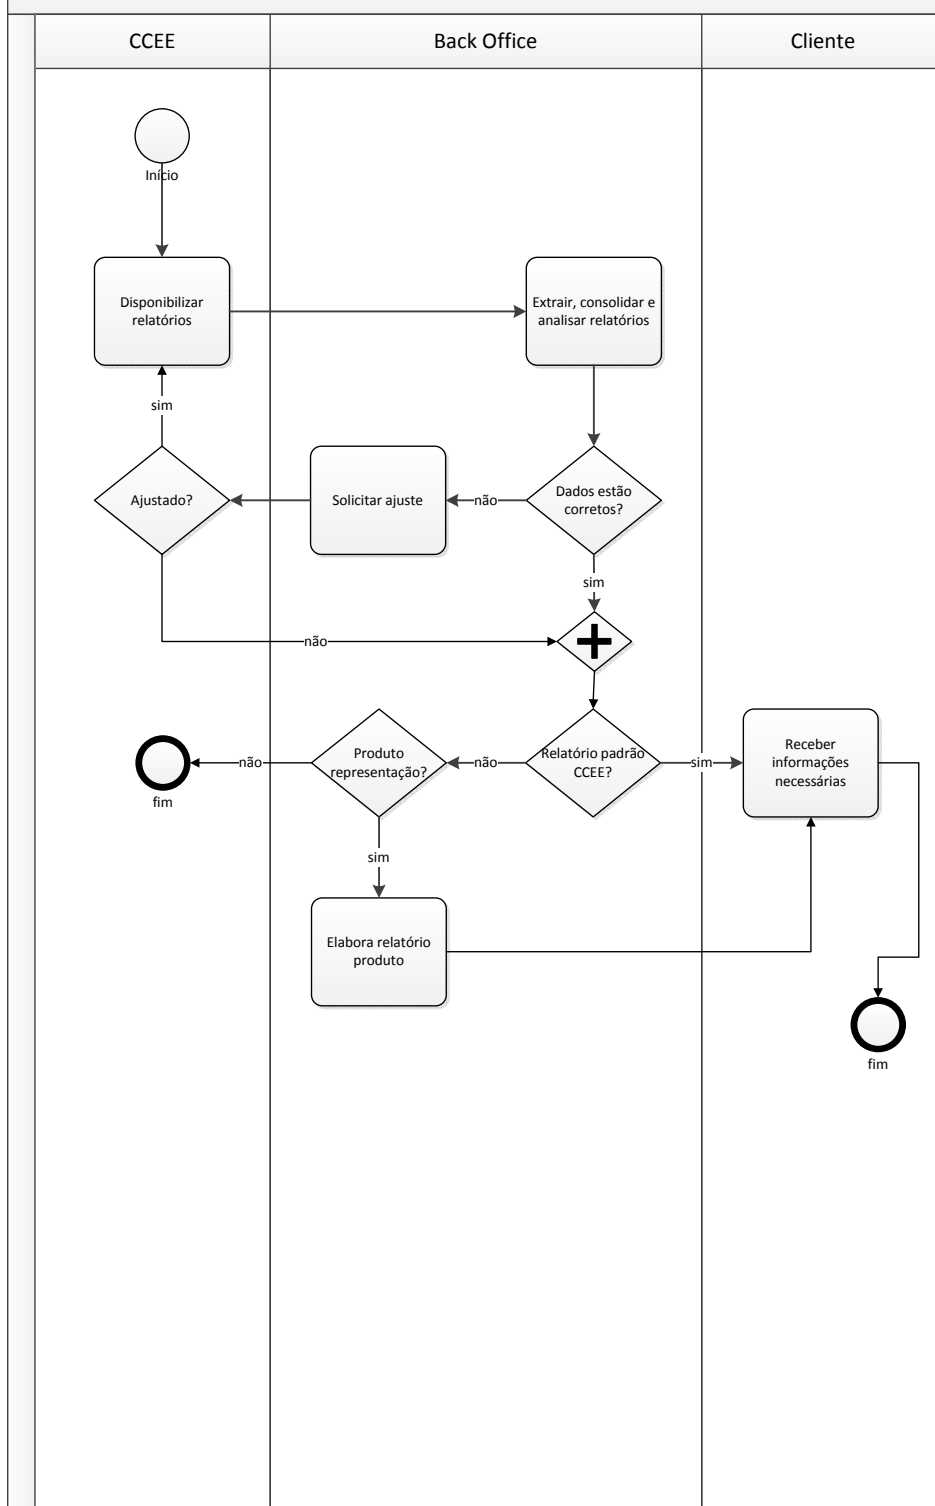 CCEE
Back Office
Cliente
Início
Disponibilizar
relatórios
Extrair, consolidar e
analisar relatórios
sim
Ajustado?
Solicitar ajuste
não
Dados estão
corretos?
sim
não
fim
não
Produto
representação?
não
Relatório padrão
CCEE?
sim
Receber
informações
necessárias
sim
Elabora relatório
produto
fim